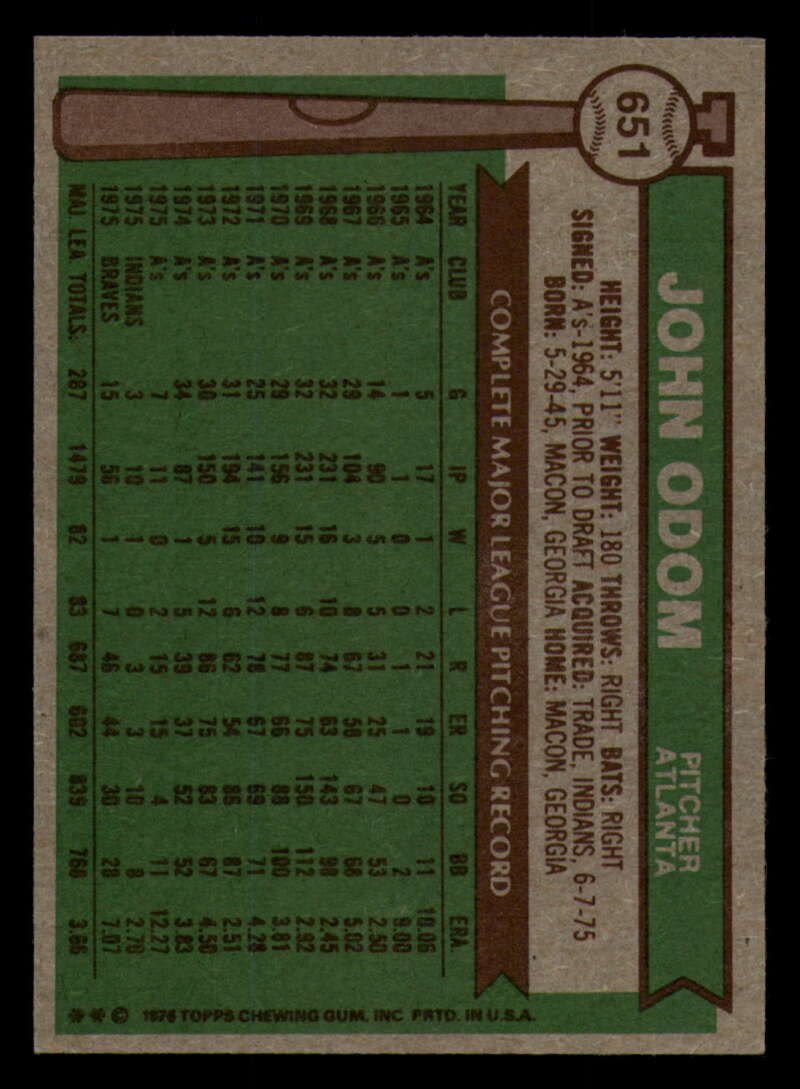 651
JOHN ODOM
PITCHER
ATLANTA
HEIGHT: 5'11" WEIGHT: 180 THROWS: RIGHT BATS: RIGHT
SIGNED: A's-1964, PRIOR TO DRAFT ACQUIRED: TRADE, INDIANS, 6-7-75
BORN: 5-29-45, MACON, GEORGIA HOME: MACON, GEORGIA
COMPLETE MAJOR LEAGUE PITCHING RECORD
YEAR CLUB G IP W L R ER SO BB ERA
1964 A's 5 17 1 2 21 19 10 11 10.06
1965 A's 1 1 0 0 1 1 0 2 9.00
1966 A's 14 90 5 5 31 25 47 53 2.50
1967 A's 29 104 3 8 67 58 67 68 5.02
1968 A's 32 231 16 10 74 63 143 98 2.45
1969 A's 32 231 15 6 87 75 150 112 2.92
1970 A's 29 156 9 8 77 66 88 100 3.81
1971 A's 25 141 10 12 78 67 69 71 4.28
1972 A's 31 194 15 6 62 54 86 87 2.51
1973 A's 30 150 5 12 86 75 83 67 4.50
1974 A's 34 87 1 5 39 37 52 52 3.83
1975 A's 7 11 0 2 15 15 4 11 12.27
1975 INDIANS 3 10 1 0 3 3 10 8 2.70
1975 BRAVES 15 56 1 7 46 44 30 28 7.07
MAJ. LEA. TOTALS: 287 1479 82 83 687 602 839 768 3.66
** © 1976 TOPPS CHEWING GUM, INC PRTD. IN U.S.A.